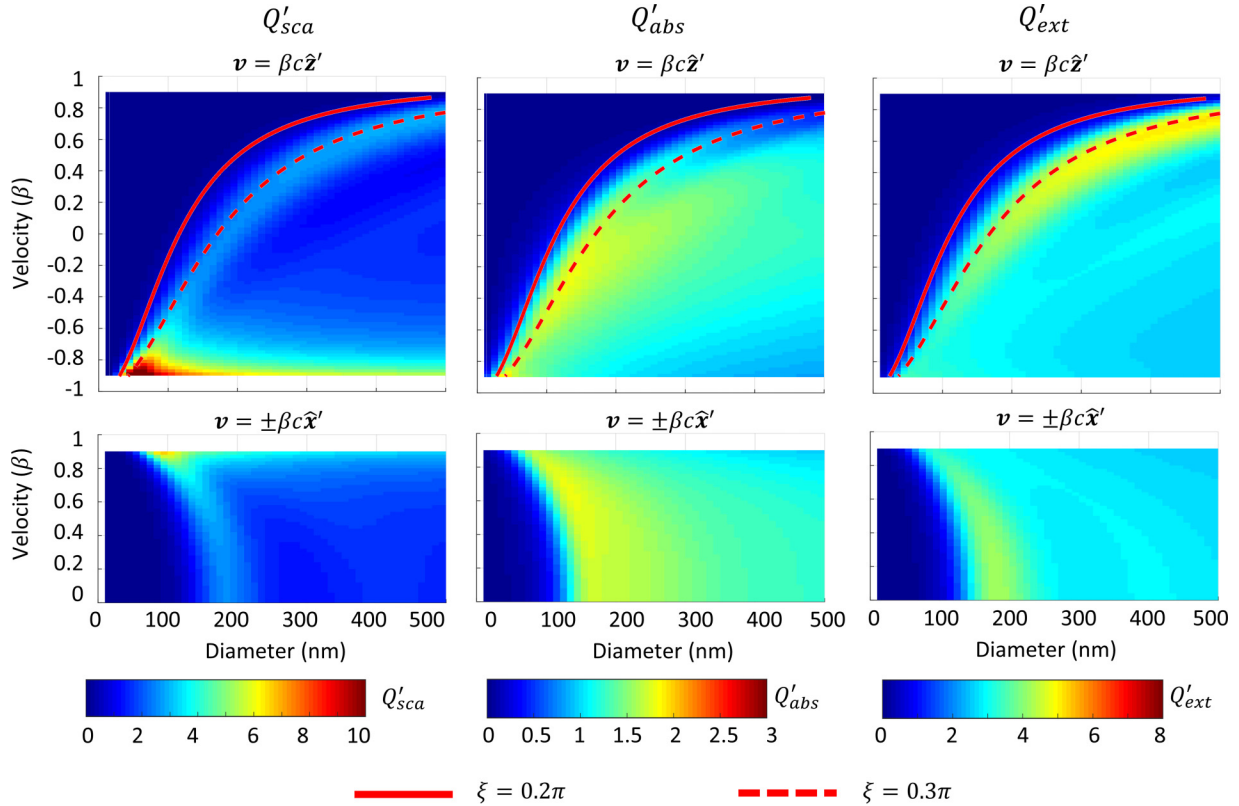 Q′sca Q′abs Q′ext
𝒗 = βcẑ′ 𝒗 = βcẑ′ 𝒗 = βcẑ′
Velocity (β)
1
0.8
0.6
0.4
0.2
0
-0.2
-0.4
-0.6
-0.8
-1
𝒗 = ±βcx̂′ 𝒗 = ±βcx̂′ 𝒗 = ±βcx̂′
Velocity (β)
1
0.8
0.6
0.4
0.2
0
0 100 200 300 400 500 0 100 200 300 400 500 0 100 200 300 400 500
Diameter (nm) Diameter (nm) Diameter (nm)
Q′sca Q′abs Q′ext
0 2 4 6 8 10 0 0.5 1 1.5 2 2.5 3 0 2 4 6 8
ξ = 0.2π ξ = 0.3π